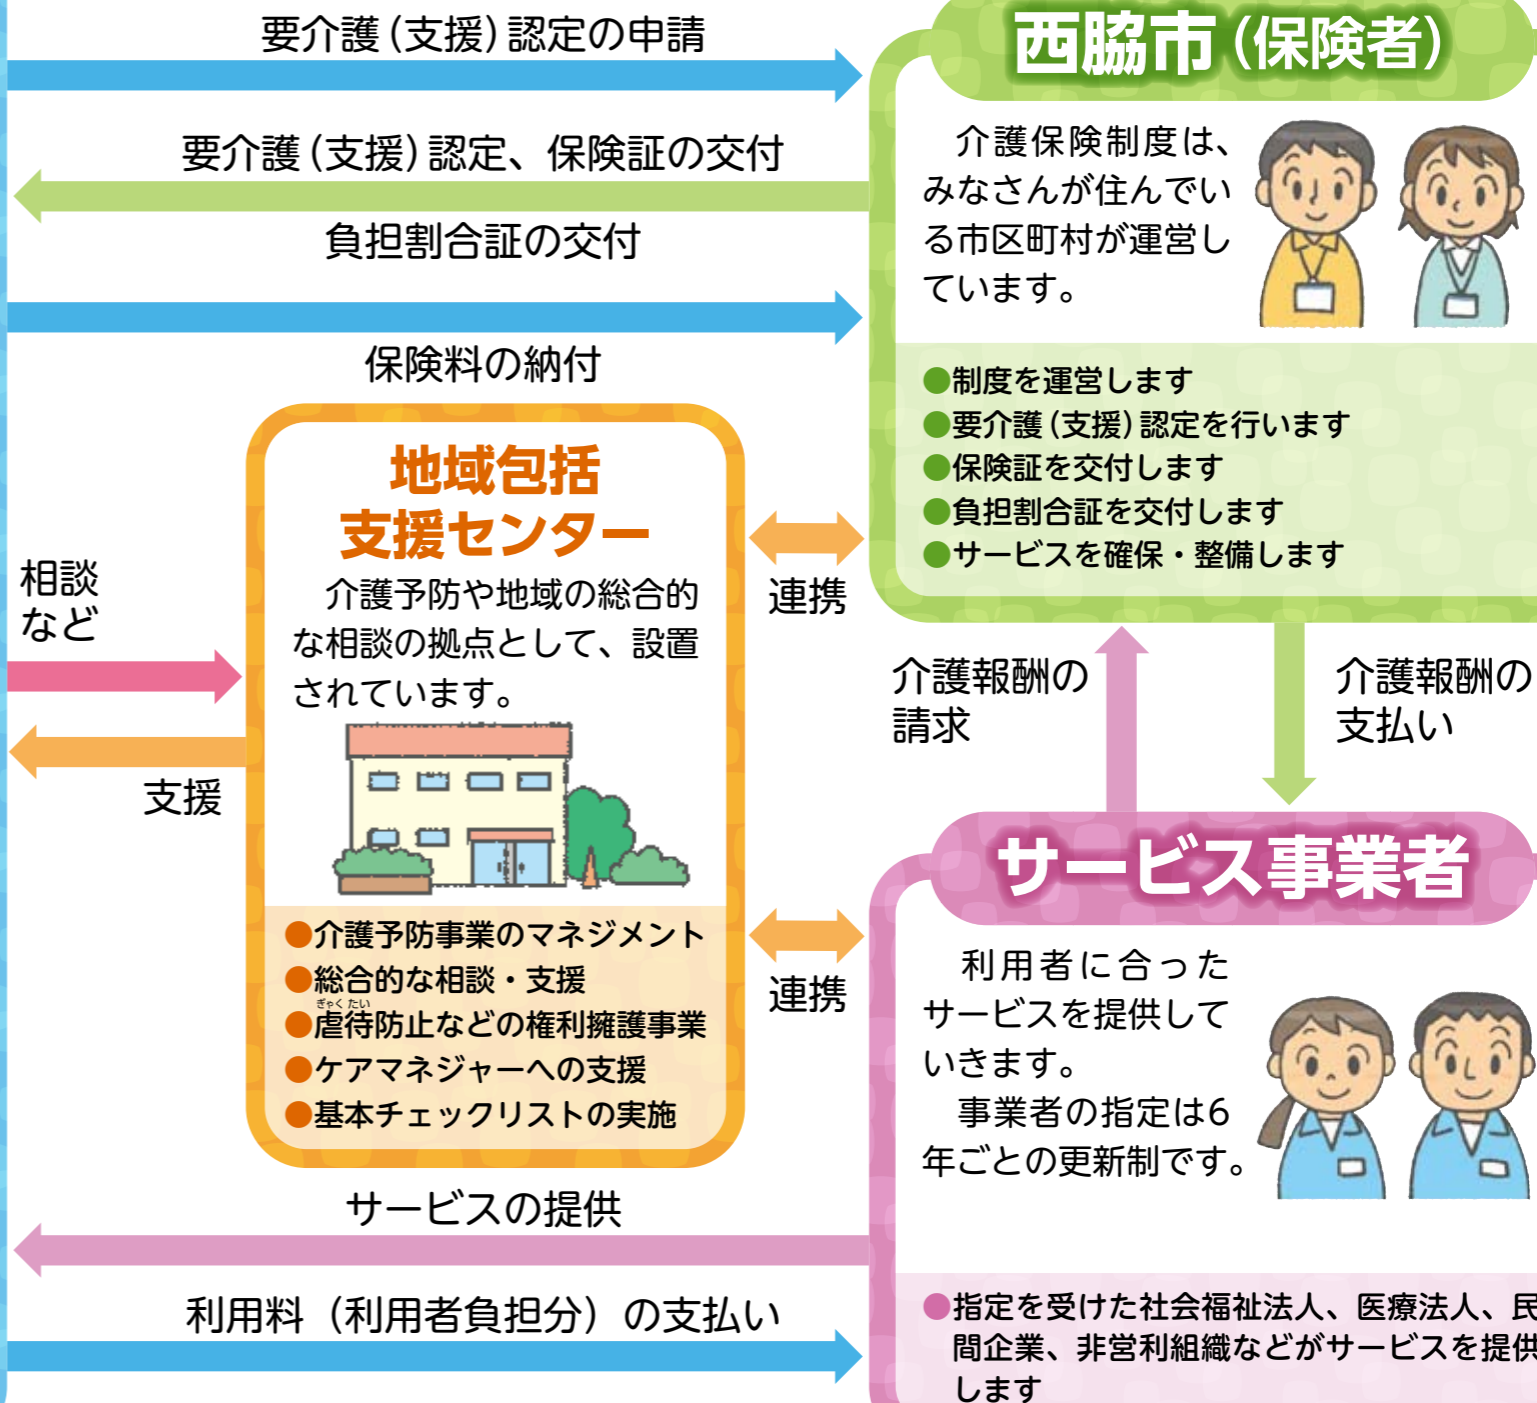 要介護(支援)認定の申請
要介護(支援)認定、保険証の交付
負担割合証の交付
保険料の納付
西脇市(保険者)
介護保険制度は、
みなさんが住んでい
る市区町村が運営し
ています。
●制度を運営します
●要介護(支援)認定を行います
●保険証を交付します
●負担割合証を交付します
●サービスを確保・整備します
地域包括
支援センター
介護予防や地域の総合的
な相談の拠点として、設置
されています。
●介護予防事業のマネジメント
●総合的な相談・支援
ぎゃくたい
●虐待防止などの権利擁護事業
●ケアマネジャーへの支援
●基本チェックリストの実施
相談
など
支援
連携
連携
介護報酬の
請求
介護報酬の
支払い
サービス事業者
利用者に合った
サービスを提供して
いきます。
事業者の指定は6
年ごとの更新制です。
●指定を受けた社会福祉法人、医療法人、民
間企業、非営利組織などがサービスを提供
します
サービスの提供
利用料（利用者負担分）の支払い